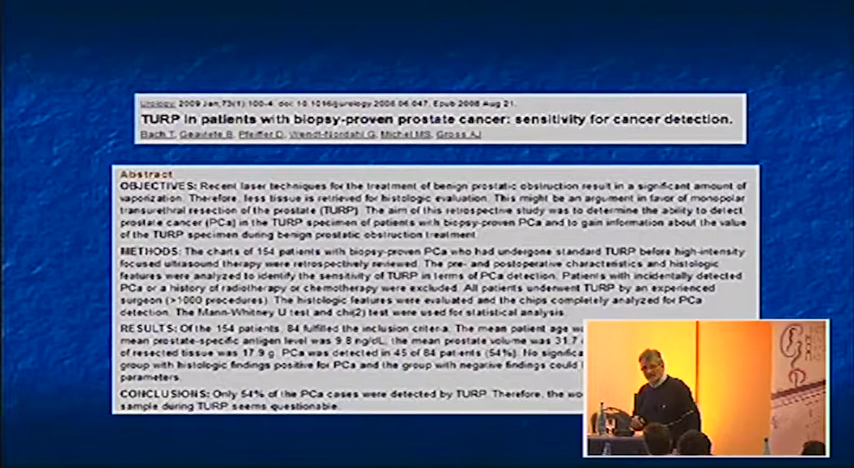 Urology. 2009 Jan;73(1):100-4. doi: 10.1016/j.urology.2008.06.047. Epub 2008 Aug 21.
TURP in patients with biopsy-proven prostate cancer: sensitivity for cancer detection.
Bach T, Geavlete B, Pfeiffer D, Wendt-Nordahl G, Michel MS, Gross AJ
Abstract
OBJECTIVES: Recent laser techniques for the treatment of benign prostatic obstruction result in a significant amount of
vaporization. Therefore, less tissue is retrieved for histologic evaluation. This might be an argument in favor of monopolar
transurethral resection of the prostate (TURP). The aim of this retrospective study was to determine the ability to detect
prostate cancer (PCa) in the TURP specimen of patients with biopsy-proven PCa and to gain information about the value
of the TURP specimen during benign prostatic obstruction treatment.
METHODS: The charts of 154 patients with biopsy-proven PCa who had undergone standard TURP before high-intensity
focused ultrasound therapy were retrospectively reviewed. The pre- and postoperative characteristics and histologic
features were analyzed to identify the sensitivity of TURP in terms of PCa detection. Patients with incidentally detected
PCa or a history of radiotherapy or chemotherapy were excluded. All patients underwent TURP by an experienced
surgeon (>1000 procedures). The histologic features were evaluated and the chips completely analyzed for PCa
detection. The Mann-Whitney U test and chi(2) test were used for statistical analysis.
RESULTS: Of the 154 patients, 84 fulfilled the inclusion criteria. The mean patient age
mean prostate-specific antigen level was 9.8 ng/dL, the mean prostate volume was 31.7
of resected tissue was 17.9 g. PCa was detected in 45 of 84 patients (54%). No
group with histologic findings positive for PCa and the group with negative findings could
parameters.
CONCLUSIONS: Only 54% of the PCa cases were detected by TURP. Therefore, the
sample during TURP seems questionable.